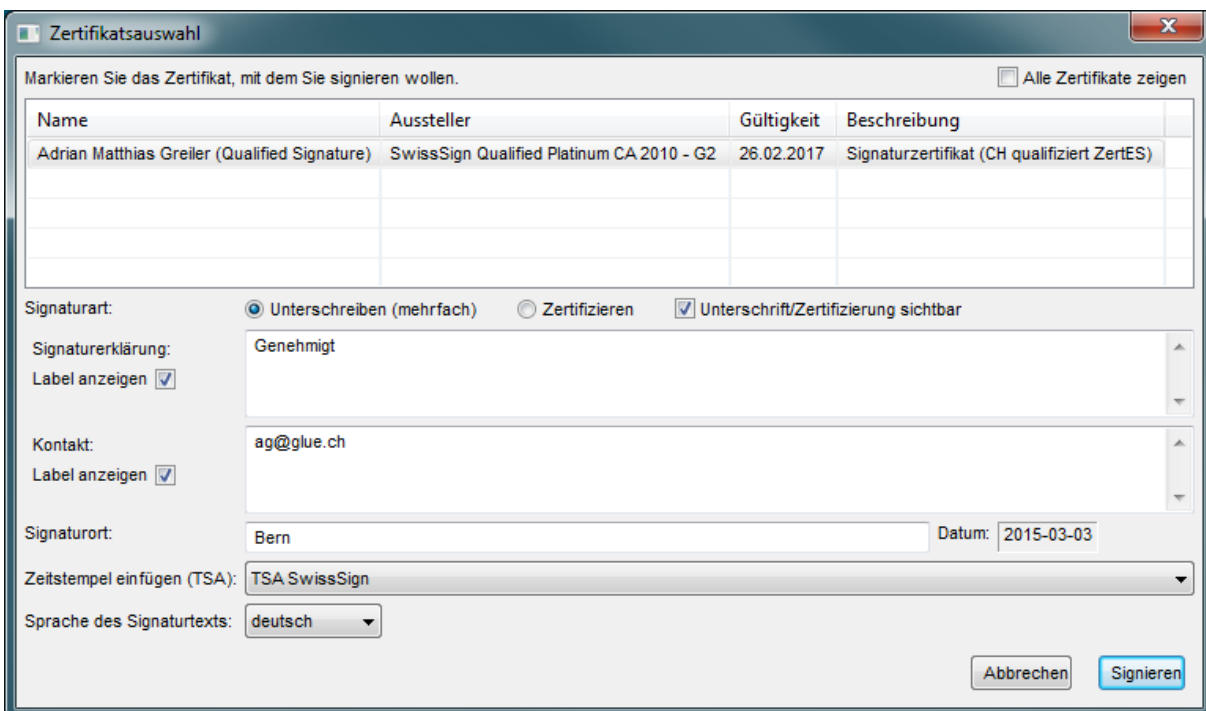 Zertifikatsauswahl
Markieren Sie das Zertifikat, mit dem Sie signieren wollen. Alle Zertifikate zeigen
Name Aussteller Gültigkeit Beschreibung
Adrian Matthias Greiler (Qualified Signature) SwissSign Qualified Platinum CA 2010 - G2 26.02.2017 Signaturzertifikat (CH qualifiziert ZertES)
Signaturart: Unterschreiben (mehrfach) Zertifizieren Unterschrift/Zertifizierung sichtbar
Signaturerklärung: Genehmigt
Label anzeigen
Kontakt: ag@glue.ch
Label anzeigen
Signaturort: Bern Datum: 2015-03-03
Zeitstempel einfügen (TSA): TSA SwissSign
Sprache des Signaturtexts: deutsch
Abbrechen Signieren